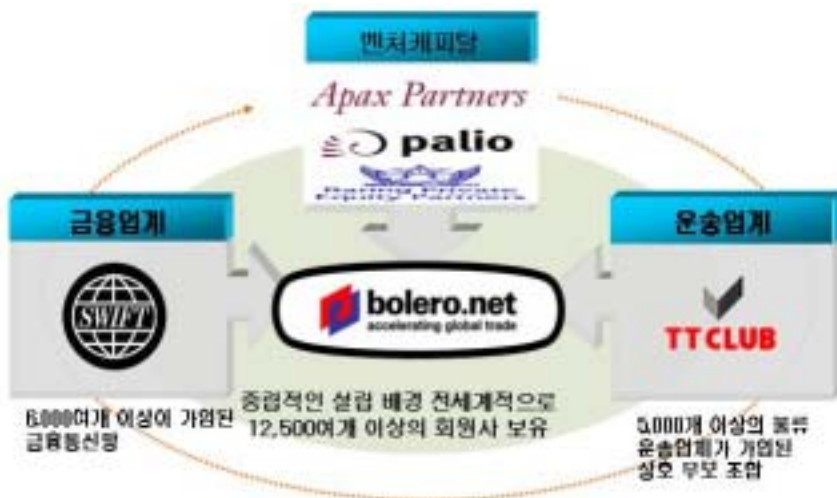 벤처캐피탈
Apax Partners
palio
Baring Private
Equity Partners
금융업계
SWIFT
6,000여개 이상이 가입된
금융통신망
bolero.net
accelerating global trade
중립적인 설립 배경 전세계적으로
12,500여개 이상의 회원사 보유
운송업계
TT CLUB
5,000개 이상의 물류
운송업체가 가입된
상호 부보 조합